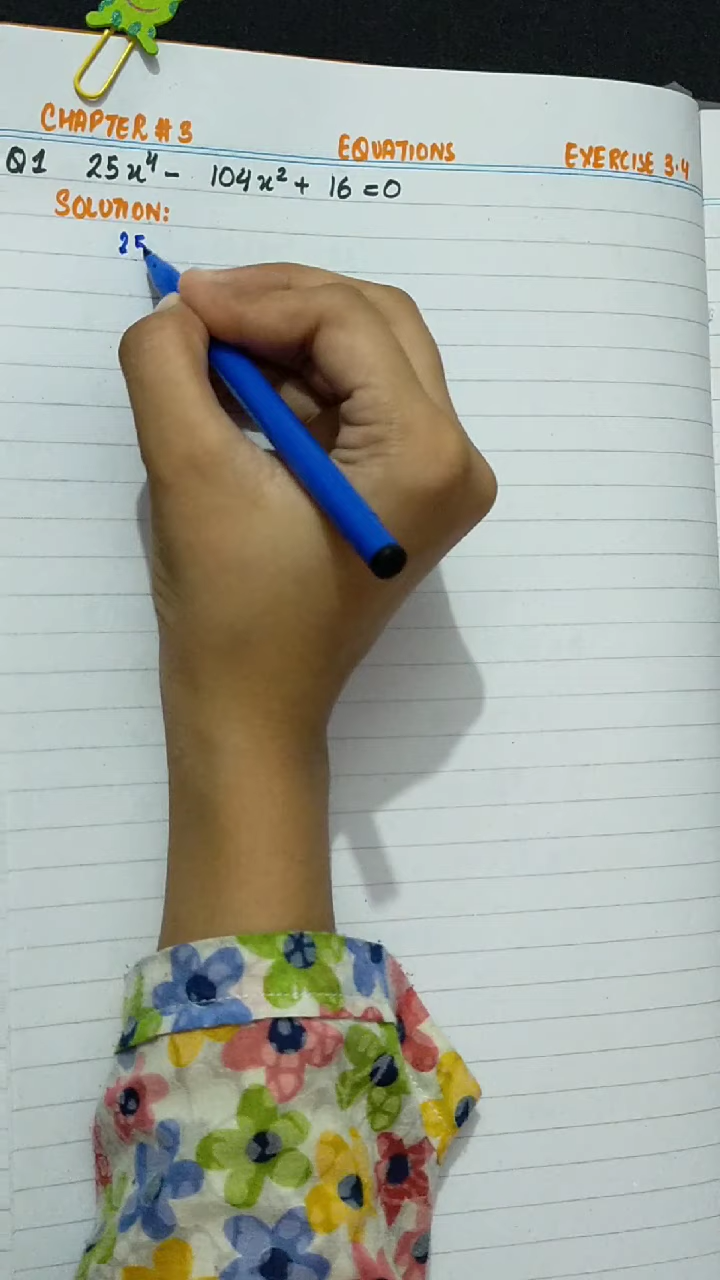 CHAPTER # 3 EQUATIONS EXERCISE 3.4
Q1 25x⁴ - 104x² + 16 = 0
SOLUTION:
25